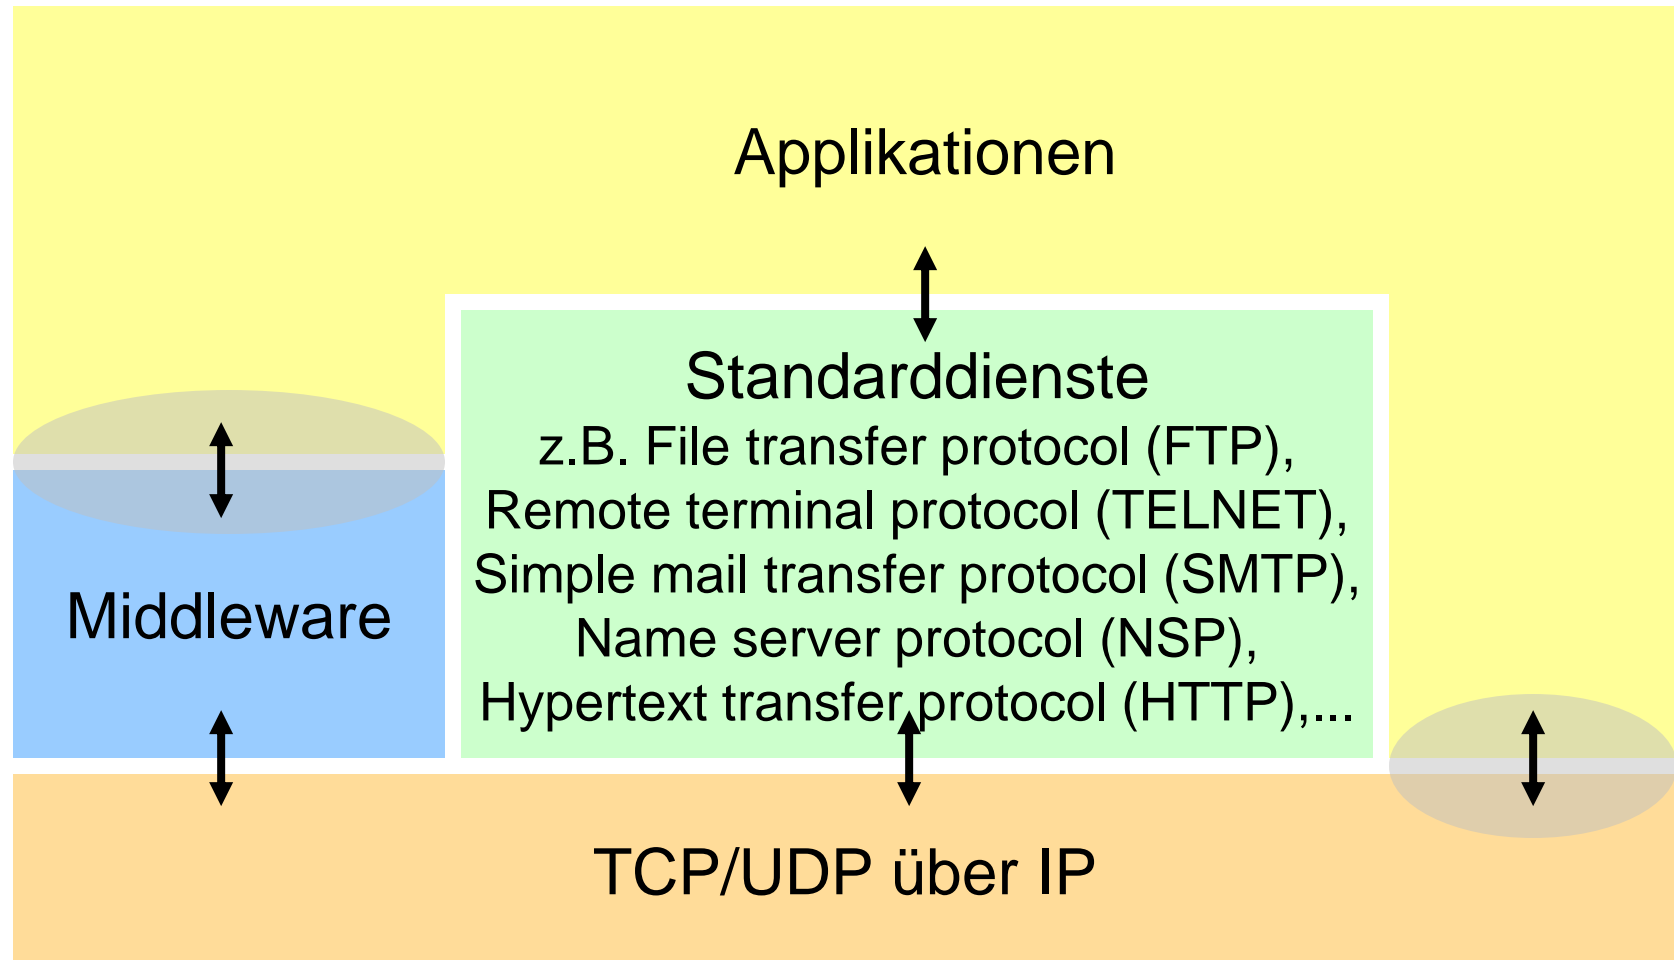 Applikationen
Standarddienste
z.B. File transfer protocol (FTP),
Remote terminal protocol (TELNET),
Simple mail transfer protocol (SMTP),
Name server protocol (NSP),
Hypertext transfer protocol (HTTP),...
Middleware
TCP/UDP über IP